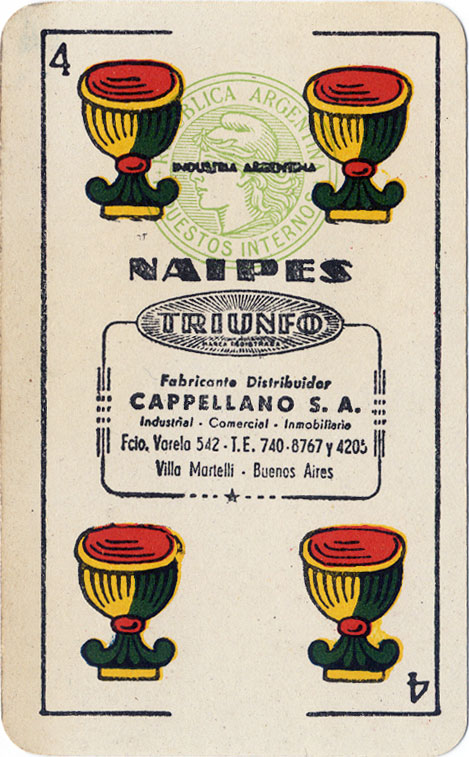 4
REPÚBLICA ARGENTINA
INDUSTRIA ARGENTINA
IMPUESTOS INTERNOS
NAIPES
TRIUNFO
MARCA REGISTRADA
Fabricante Distribuidor
CAPPELLANO S. A.
Industrial - Comercial - Inmobiliaria
Fcio. Varela 542 - T.E. 740-8767 y 4205
Villa Martelli - Buenos Aires
4